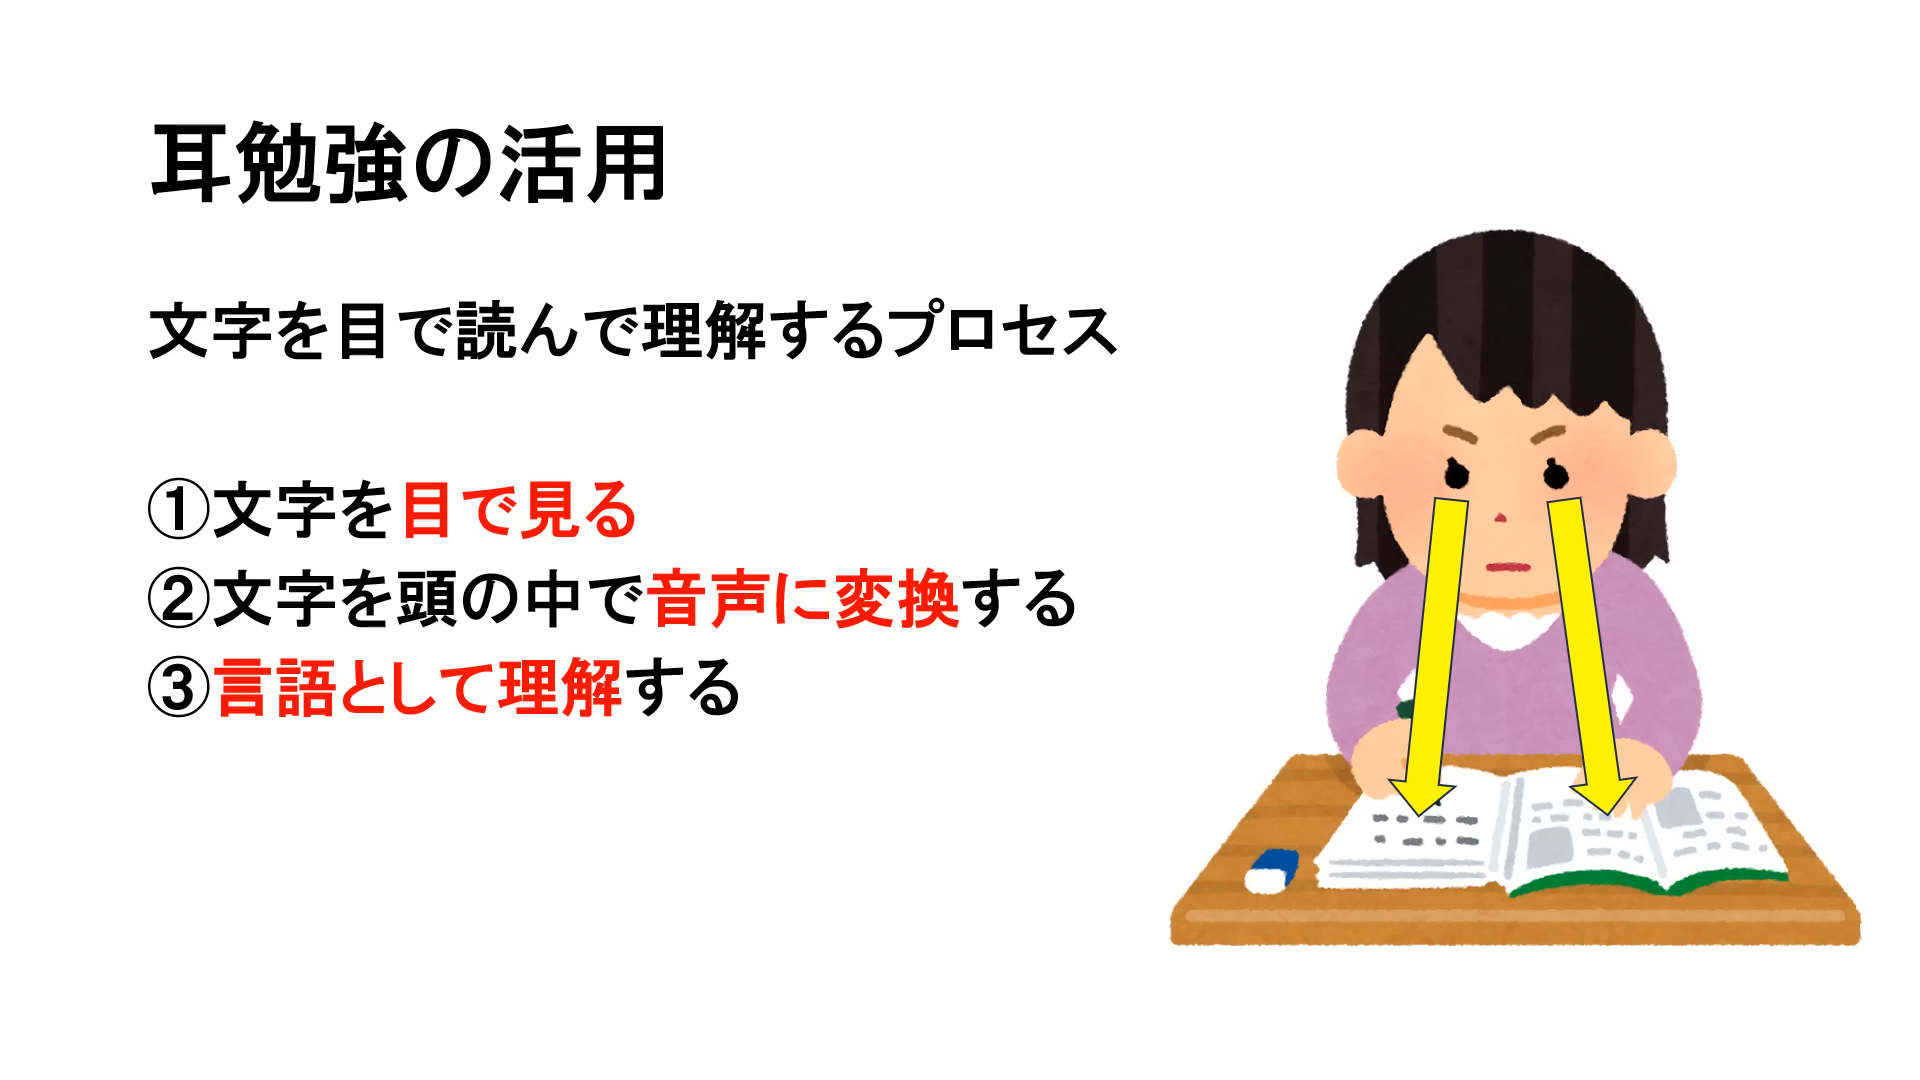 耳勉強の活用
文字を目で読んで理解するプロセス
①文字を目で見る
②文字を頭の中で音声に変換する
③言語として理解する